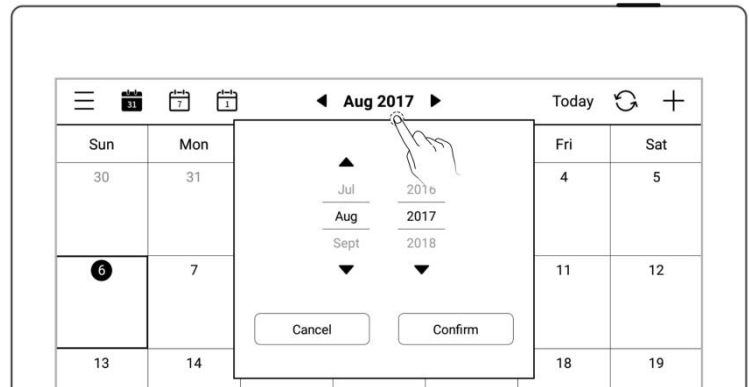 31 7 1 Aug 2017 Today
Sun Mon Fri Sat
30 31 4 5
Jul 2016
Aug 2017
Sept 2018
6 7 11 12
Cancel Confirm
13 14 18 19